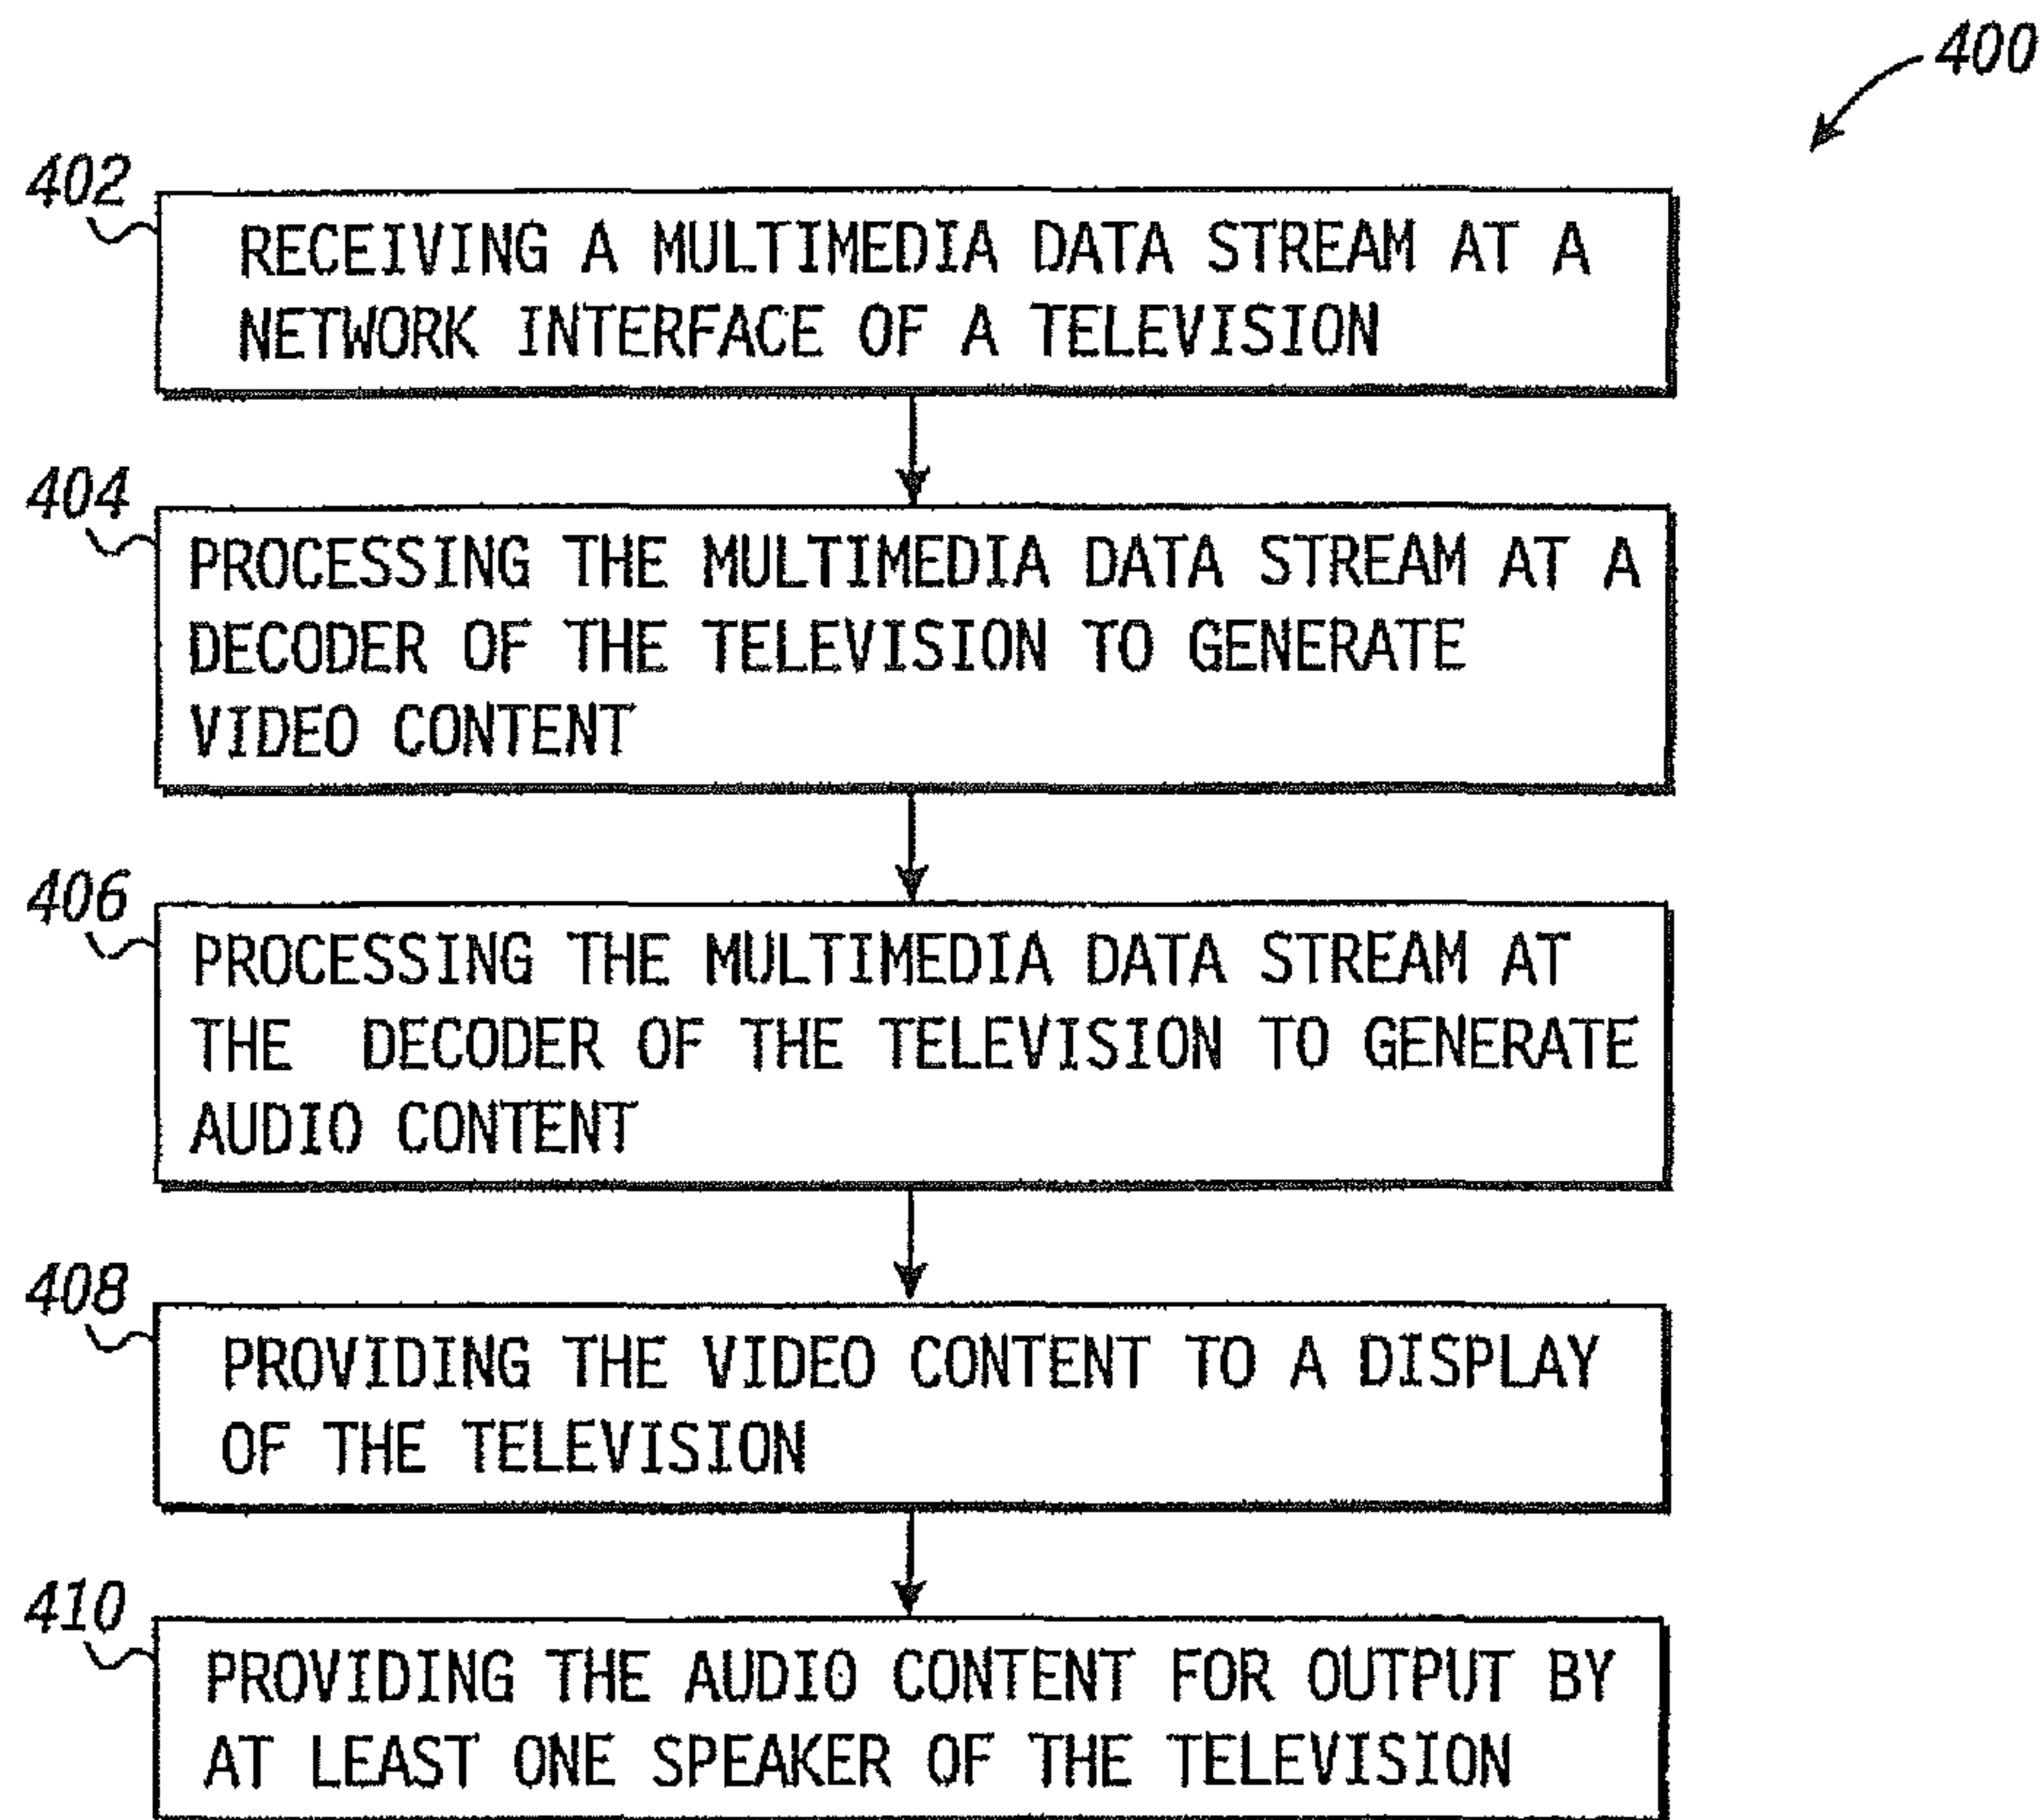 400
402
RECEIVING A MULTIMEDIA DATA STREAM AT A
NETWORK INTERFACE OF A TELEVISION
404
PROCESSING THE MULTIMEDIA DATA STREAM AT A
DECODER OF THE TELEVISION TO GENERATE
VIDEO CONTENT
406
PROCESSING THE MULTIMEDIA DATA STREAM AT
THE DECODER OF THE TELEVISION TO GENERATE
AUDIO CONTENT
408
PROVIDING THE VIDEO CONTENT TO A DISPLAY
OF THE TELEVISION
410
PROVIDING THE AUDIO CONTENT FOR OUTPUT BY
AT LEAST ONE SPEAKER OF THE TELEVISION